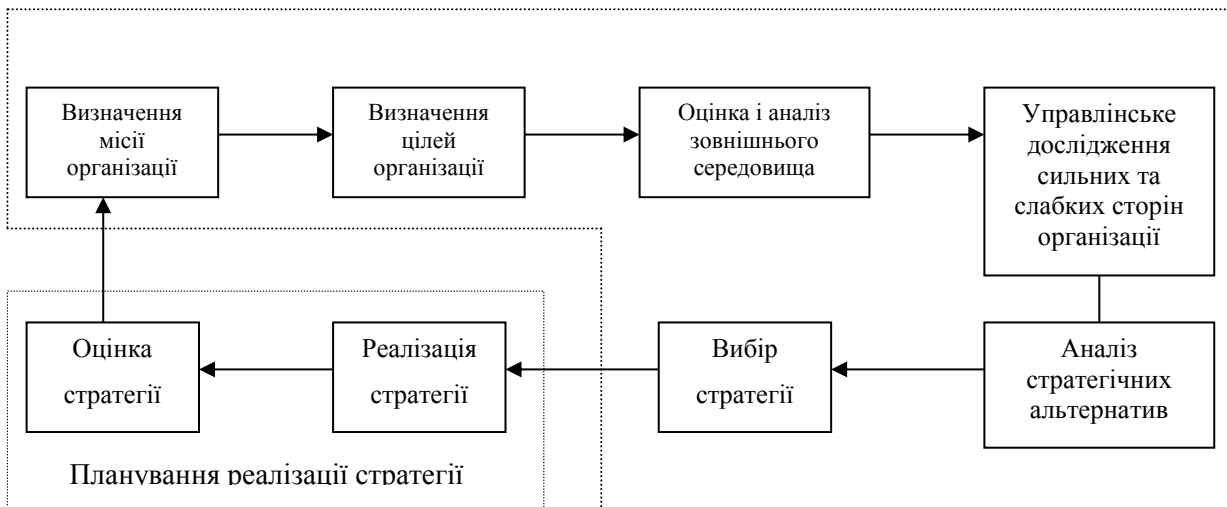 Визначення
місії
організації
Визначення
цілей
організації
Оцінка і аналіз
зовнішнього
середовища
Управлінське
дослідження
сильних та
слабких сторін
організації
Оцінка
стратегії
Реалізація
стратегії
Вибір
стратегії
Аналіз
стратегічних
альтернатив
Планування реалізації стратегії